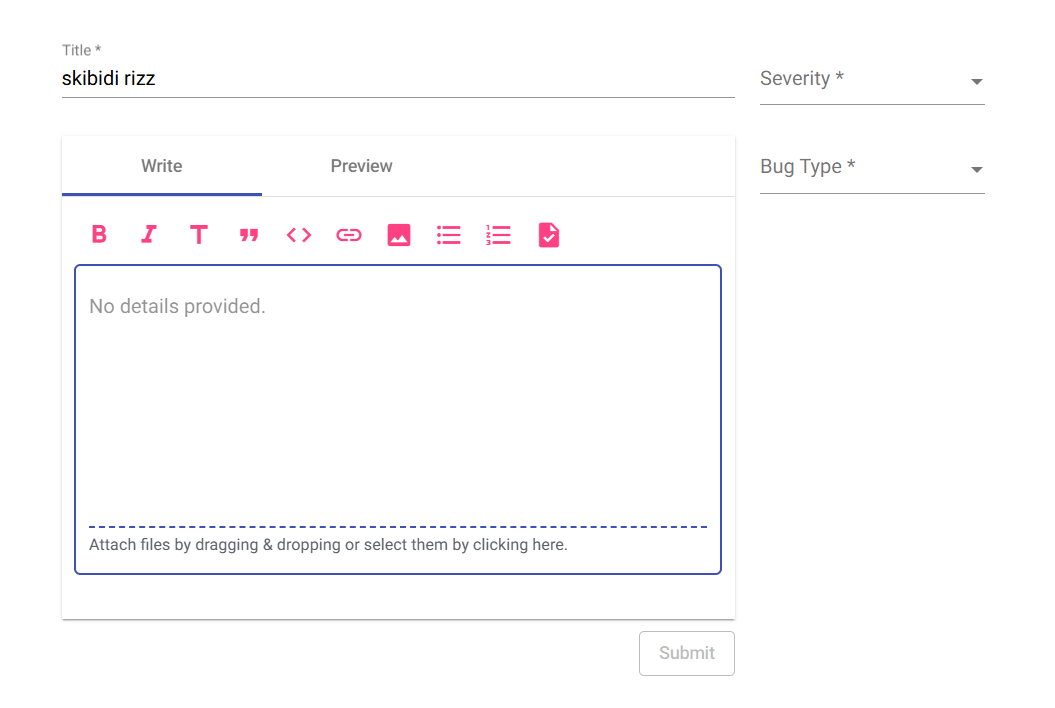 Title *
skibidi rizz
Severity *
Write
Preview
Bug Type *
No details provided.
Attach files by dragging & dropping or select them by clicking here.
Submit